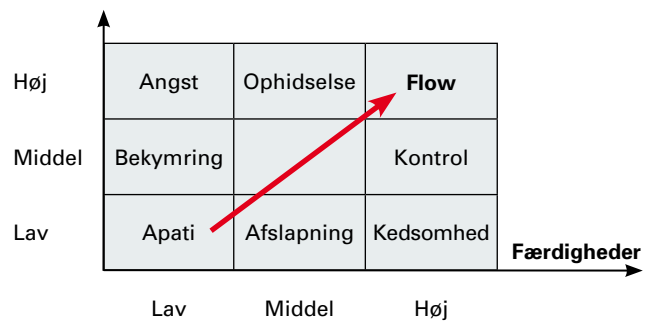 Høj Angst Ophidselse Flow
Middel Bekymring Kontrol
Lav Apati Afslapning Kedsomhed
Færdigheder
Lav Middel Høj